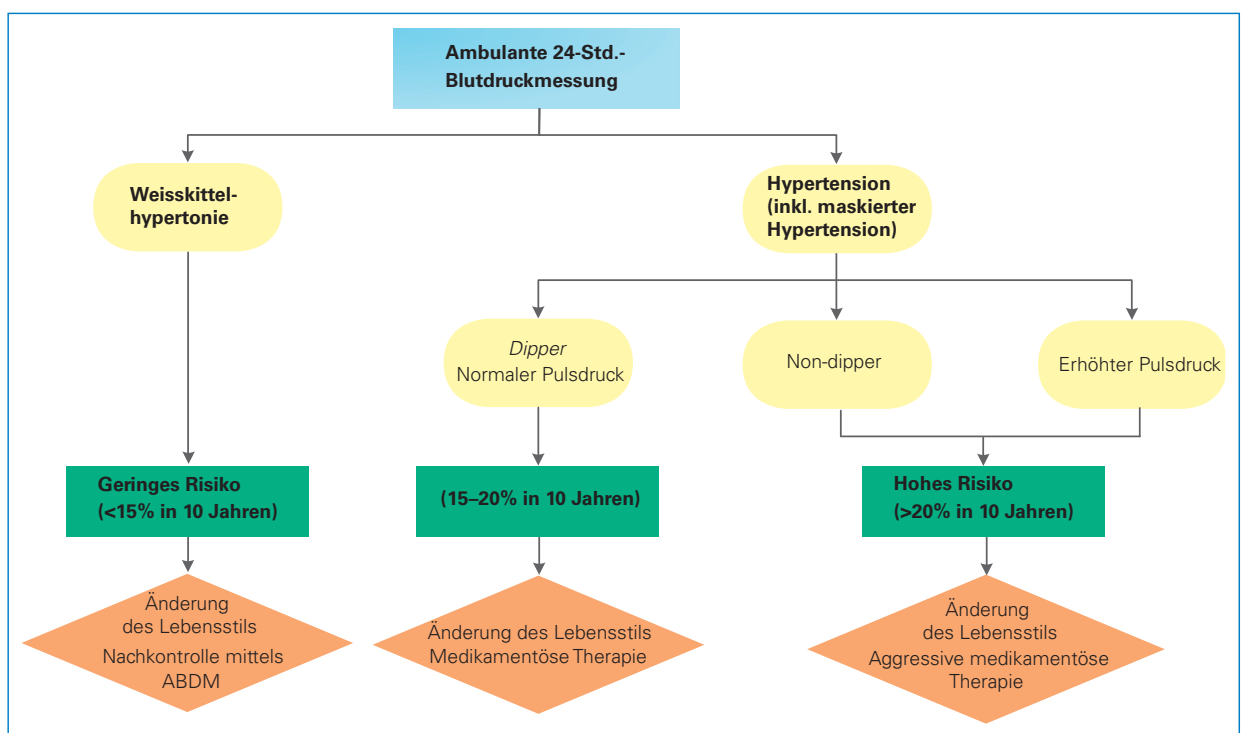 Ambulante 24-Std.-
Blutdruckmessung
Weisskittel-
hypertonie
Hypertension
(inkl. maskierter
Hypertension)
Dipper
Normaler Pulsdruck
Non-dipper
Erhöhter Pulsdruck
Geringes Risiko
(<15% in 10 Jahren)
(15–20% in 10 Jahren)
Hohes Risiko
(>20% in 10 Jahren)
Änderung
des Lebensstils
Nachkontrolle mittels
ABDM
Änderung des Lebensstils
Medikamentöse Therapie
Änderung
des Lebensstils
Aggressive medikamentöse
Therapie